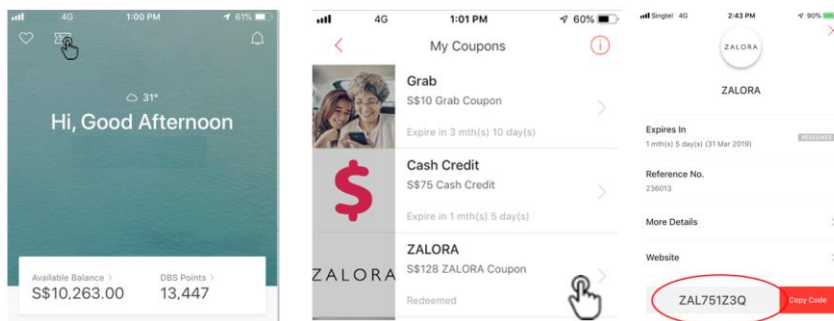 4G
1:00 PM
61%
31°
Hi, Good Afternoon
Available Balance >
DBS Points >
S$10,263.00
13,447
4G
1:01 PM
60%
My Coupons
Grab
S$10 Grab Coupon
Expire in 3 mth(s) 10 day(s)
Cash Credit
S$75 Cash Credit
Expire in 1 mth(s) 5 day(s)
ZALORA
ZALORA
S$128 ZALORA Coupon
Redeemed
Singtel 4G
2:43 PM
90%
ZALORA
ZALORA
Expires In
1 mth(s) 5 day(s) (31 Mar 2019)
REDEEMED
Reference No.
236013
More Details
Website
ZAL751Z3Q
Copy Code